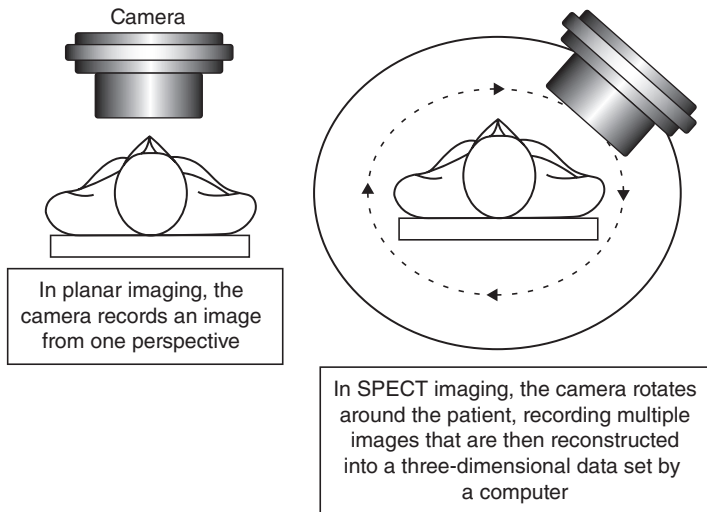 Camera
In planar imaging, the
camera records an image
from one perspective
In SPECT imaging, the camera rotates
around the patient, recording multiple
images that are then reconstructed
into a three-dimensional data set by
a computer